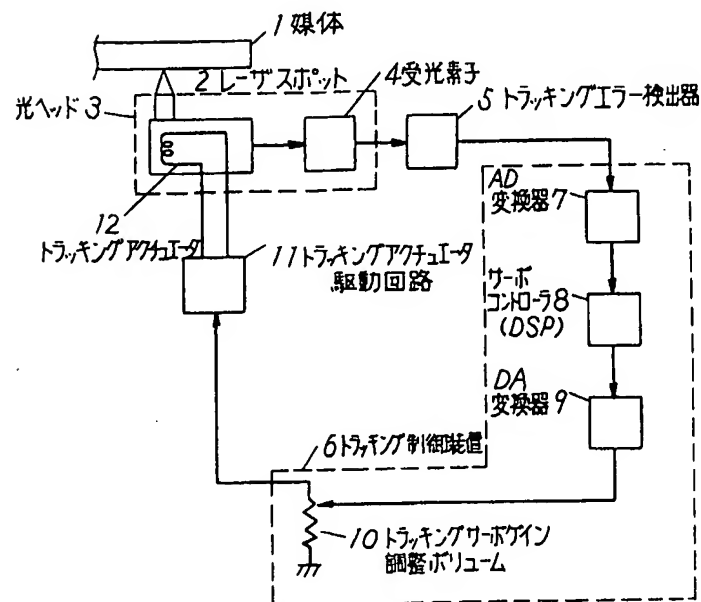 1 媒体
2 レーザスポット
光ヘッド3
4受光素子
5 トラッキングエラー検出器
12
トラッキングアクチュエータ
11トラッキングアクチュエータ
駆動回路
AD
変換器7
サーボ
コントローラ8
(DSP)
DA
変換器9
6トラッキング制御装置
10トラッキングサーボゲイン
調整ボリューム